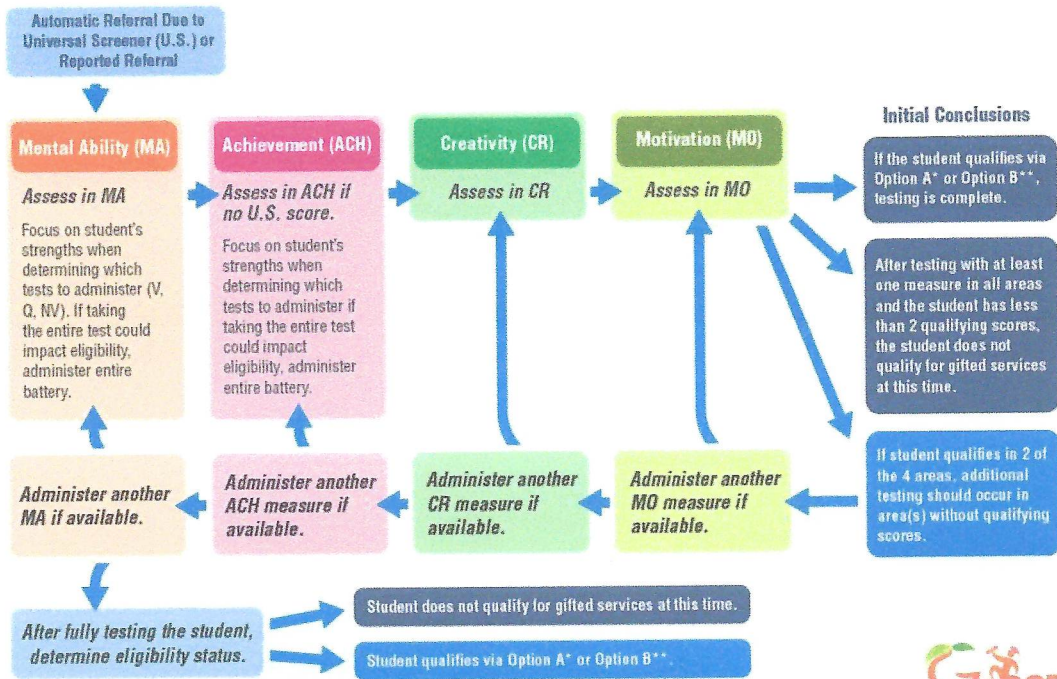 Automatic Referral Due to
Universal Screener (U.S.) or
Reported Referral
Mental Ability (MA)
Assess in MA
Focus on student's
strengths when
determining which
tests to administer (V,
Q, NV). If taking
the entire test could
impact eligibility,
administer entire
battery.
Achievement (ACH)
Assess in ACH if
no U.S. score.
Focus on student's
strengths when
determining which
tests to administer if
taking the entire test
could impact
eligibility, administer
entire battery.
Creativity (CR)
Assess in CR
Motivation (MO)
Assess in MO
Initial Conclusions
If the student qualifies via
Option A* or Option B**,
testing is complete.
After testing with at least
one measure in all areas
and the student has less
than 2 qualifying scores,
the student does not
qualify for gifted services
at this time.
If student qualifies in 2 of
the 4 areas, additional
testing should occur in
area(s) without qualifying
scores.
Administer another
MO measure if
available.
Administer another
CR measure if
available.
Administer another
ACH measure if
available.
Administer another
MA if available.
After fully testing the student,
determine eligibility status.
Student does not qualify for gifted services at this time.
Student qualifies via Option A* or Option B**.